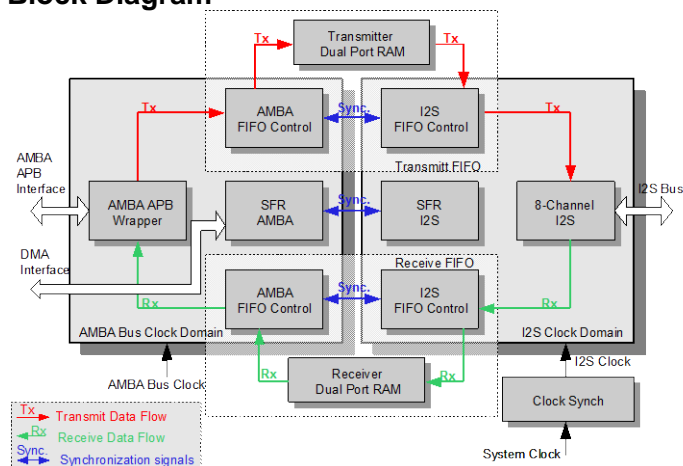 Block Diagram
Transmitter
Dual Port RAM
Tx
Tx
AMBA
FIFO Control
Sync.
I2S
FIFO Control
Tx
Tx
Transmitt FIFO
AMBA
APB
Interface
AMBA APB
Wrapper
SFR
AMBA
Sync.
SFR
I2S
8-Channel
I2S
I2S Bus
DMA
Interface
Receive FIFO
AMBA
FIFO Control
Sync.
I2S
FIFO Control
Rx
Rx
AMBA Bus Clock Domain
I2S Clock Domain
Rx
Receiver
Dual Port RAM
Rx
AMBA Bus Clock
I2S Clock
Clock Synch
System Clock
Tx
Transmit Data Flow
Rx
Receive Data Flow
Sync.
Synchronization signals